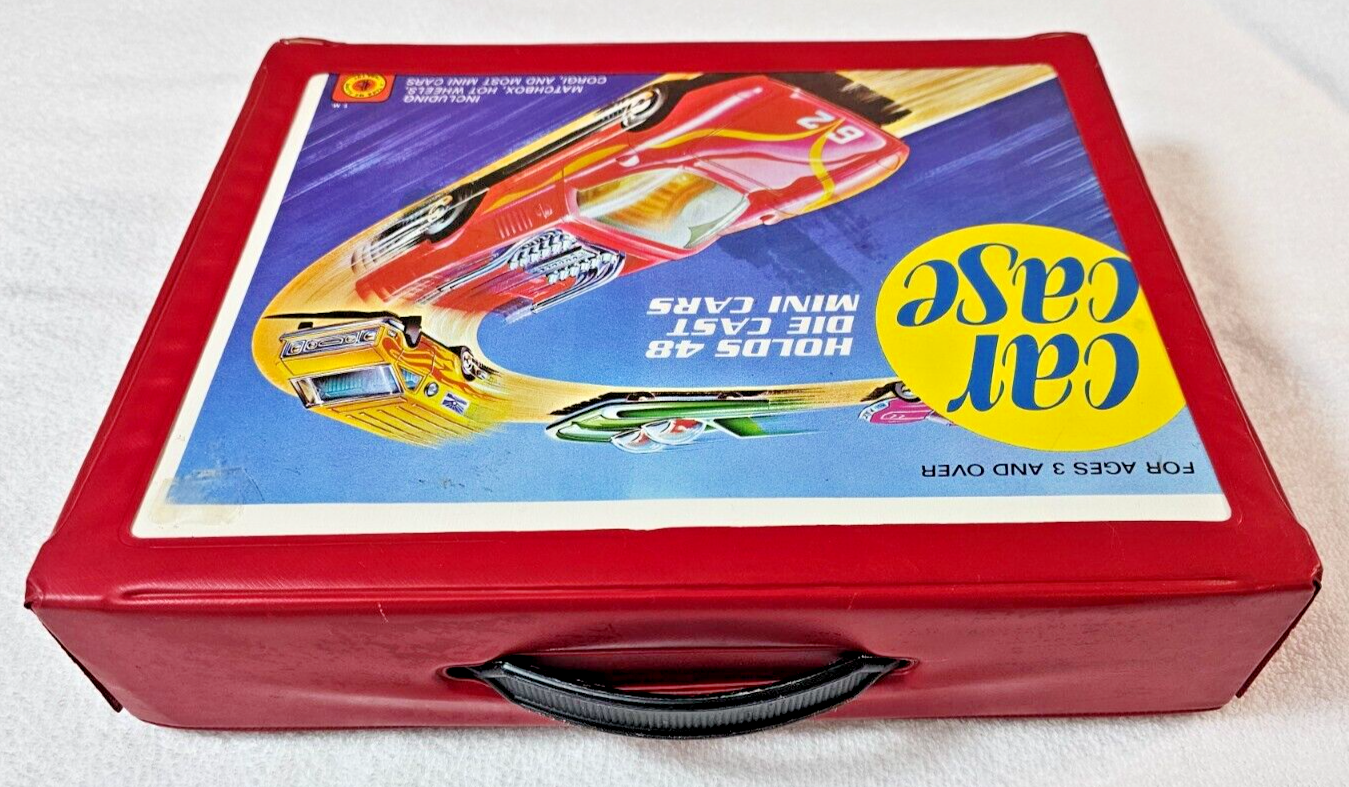 FOR AGES 3 AND OVER
car
case
HOLDS 48
DIE CAST
MINI CARS
62
INCLUDING
MATCHBOX, HOT WHEELS,
CORGI, AND MOST MINI CARS
T.M.